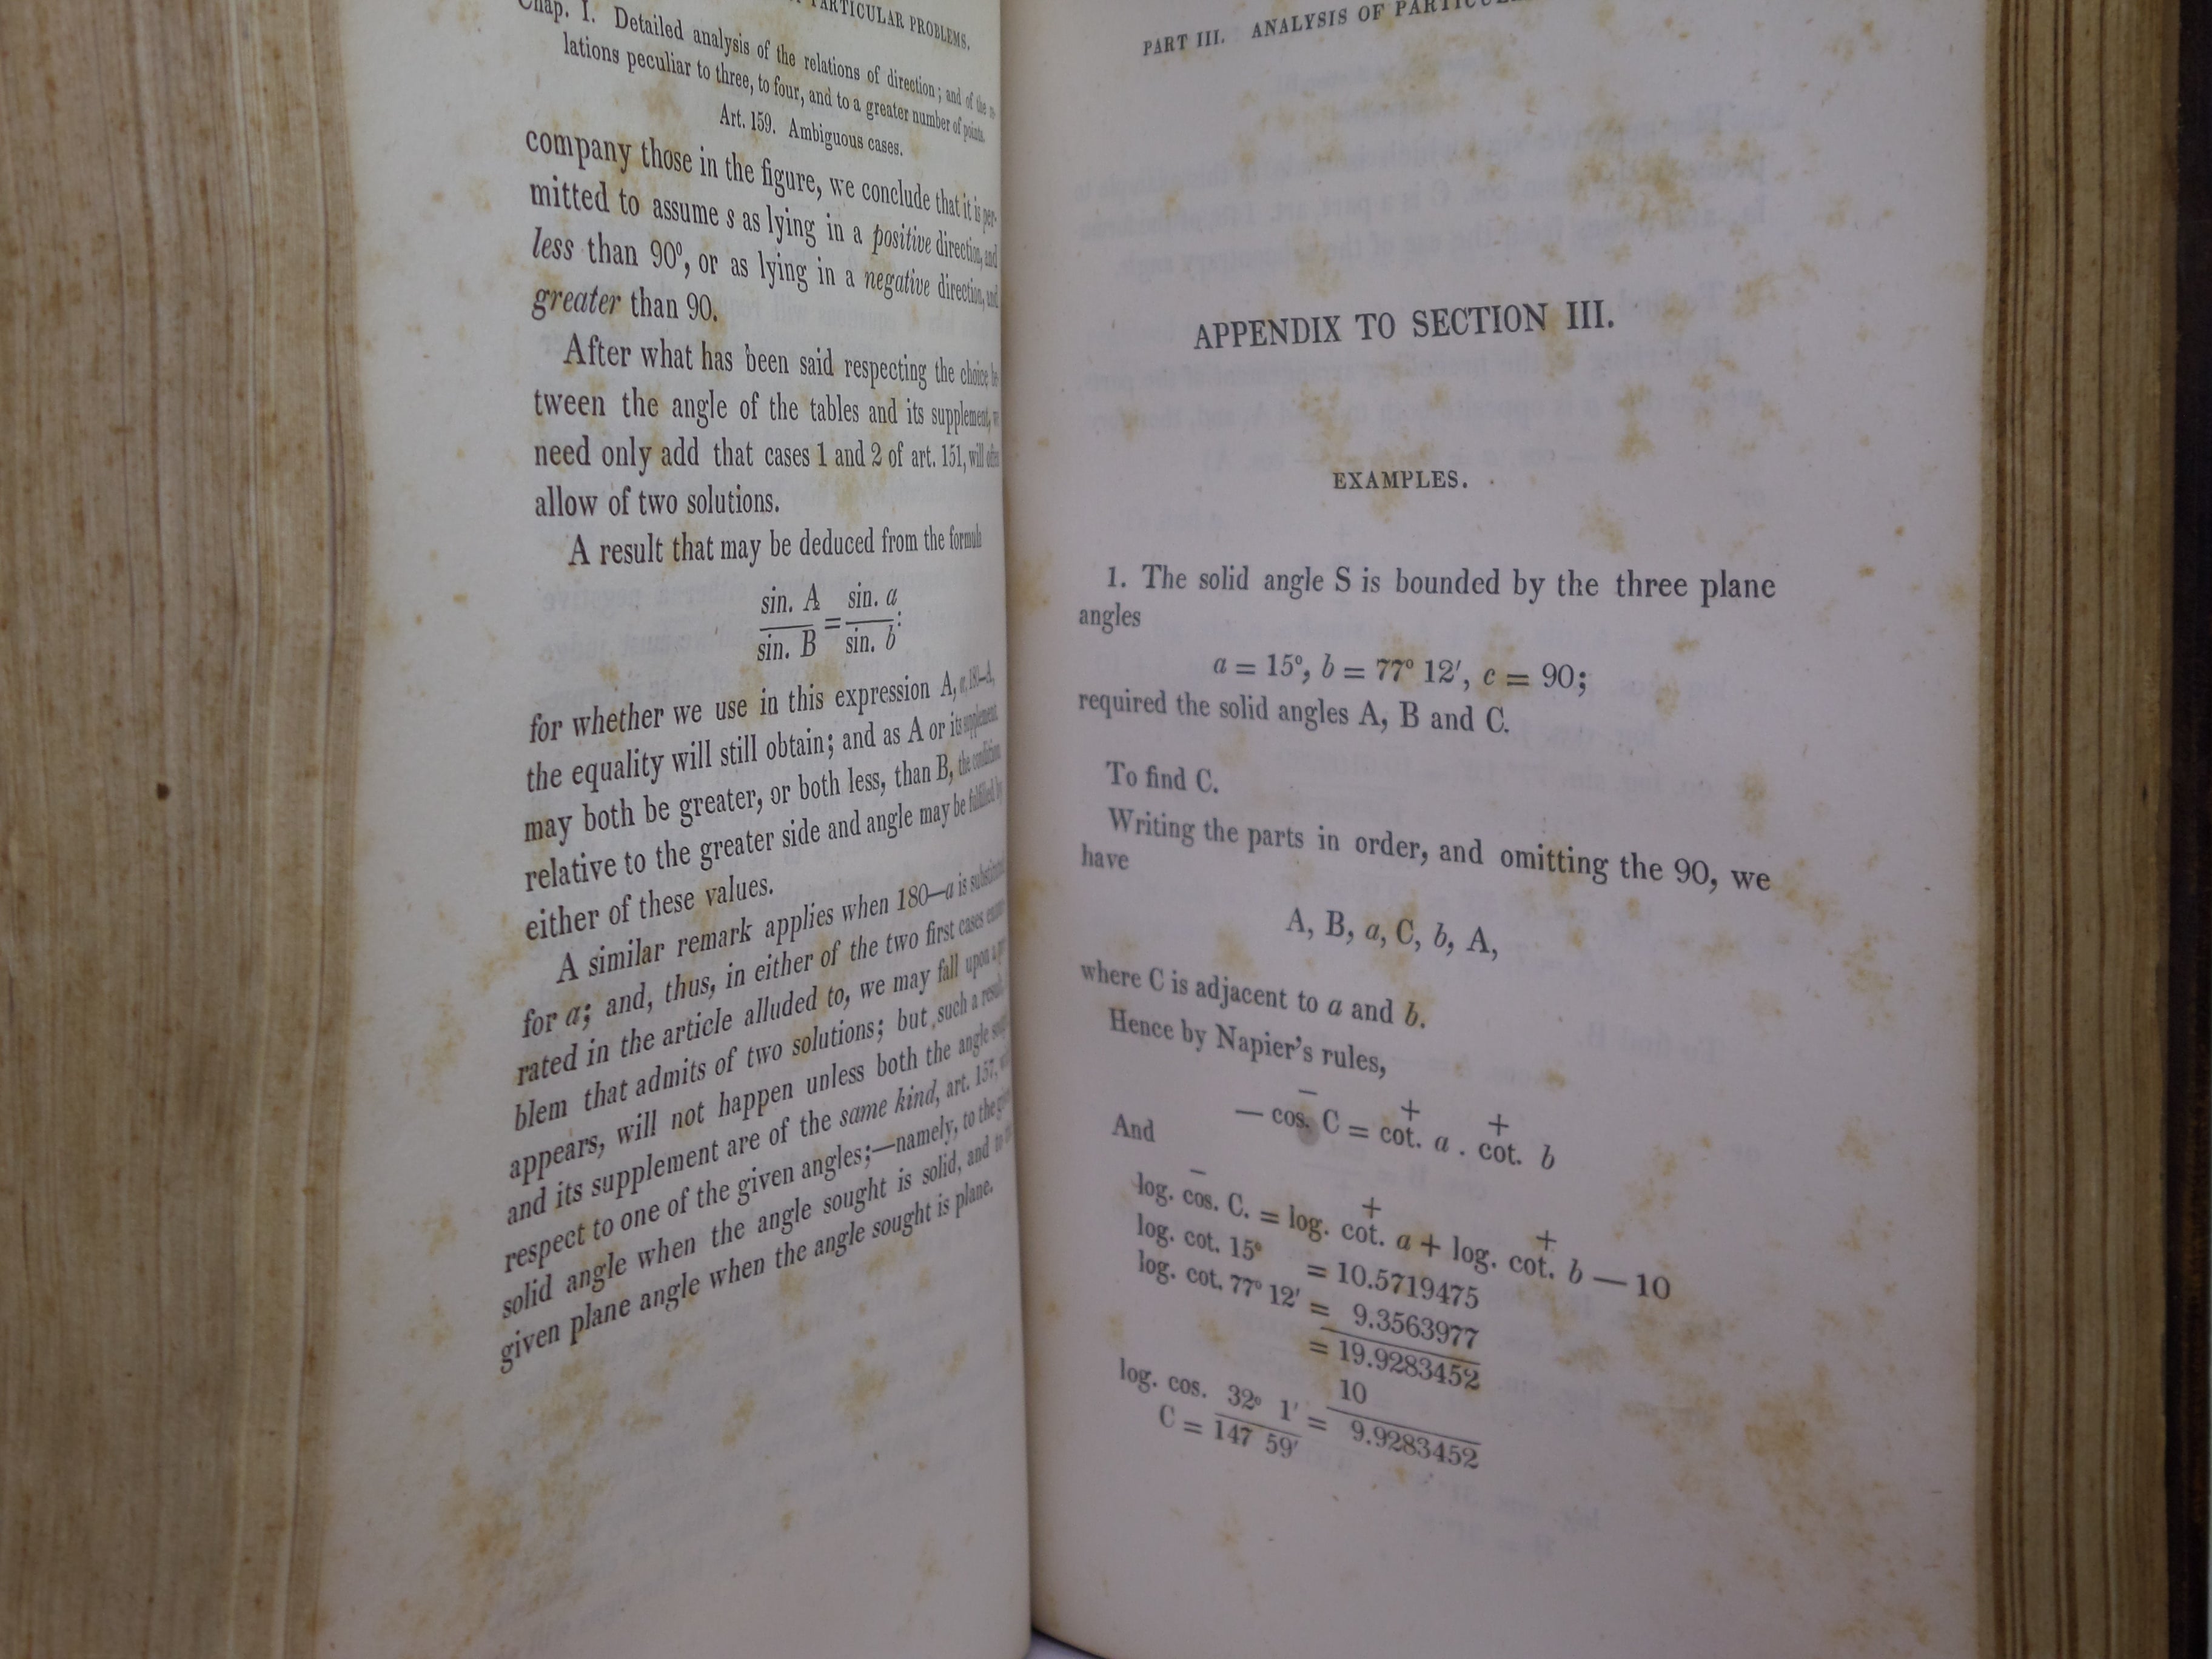 PARTICULAR PROBLEMS.
Chap. I. Detailed analysis of the relations of direction; and of the
lations peculiar to three, to four, and to a greater number of points.
Art. 159. Ambiguous cases.
company those in the figure, we conclude that it is per-
mitted to assume s as lying in a positive direction, and
less than 90°, or as lying in a negative direction, and
greater than 90.
After what has been said respecting the choice be-
tween the angle of the tables and its supplement, we
need only add that cases 1 and 2 of art. 151, will often
allow of two solutions.
A result that may be deduced from the formula
sin. A / sin. B = sin. a / sin. b :
for whether we use in this expression A, or 180—A,
the equality will still obtain; and as A or its supplement
may both be greater, or both less, than B, the conditions
relative to the greater side and angle may be fulfilled by
either of these values.
A similar remark applies when 180—a is substituted
for a; and, thus, in either of the two first cases
rated in the article alluded to, we may fall upon a
blem that admits of two solutions; but such a result
appears, will not happen unless both the angle
and its supplement are of the same kind, art. 157,
respect to one of the given angles;—namely, to the given
solid angle when the angle sought is solid, and to
given plane angle when the angle sought is plane.
PART III. ANALYSIS OF
APPENDIX TO SECTION III.
EXAMPLES.
1. The solid angle S is bounded by the three plane
angles
a = 15°, b = 77° 12′, c = 90;
required the solid angles A, B and C.
To find C.
Writing the parts in order, and omitting the 90, we
have
A, B, a, C, b, A,
where C is adjacent to a and b.
Hence by Napier's rules,
− + +
— cos. C = cot. a . cot. b
And
− + +
log. cos. C. = log. cot. a + log. cot. b — 10
log. cot. 15° = 10.5719475
log. cot. 77° 12′ = 9.3563977
= 19.9283452
10
log. cos. 32° 1′ = 9.9283452
C = 147 59′